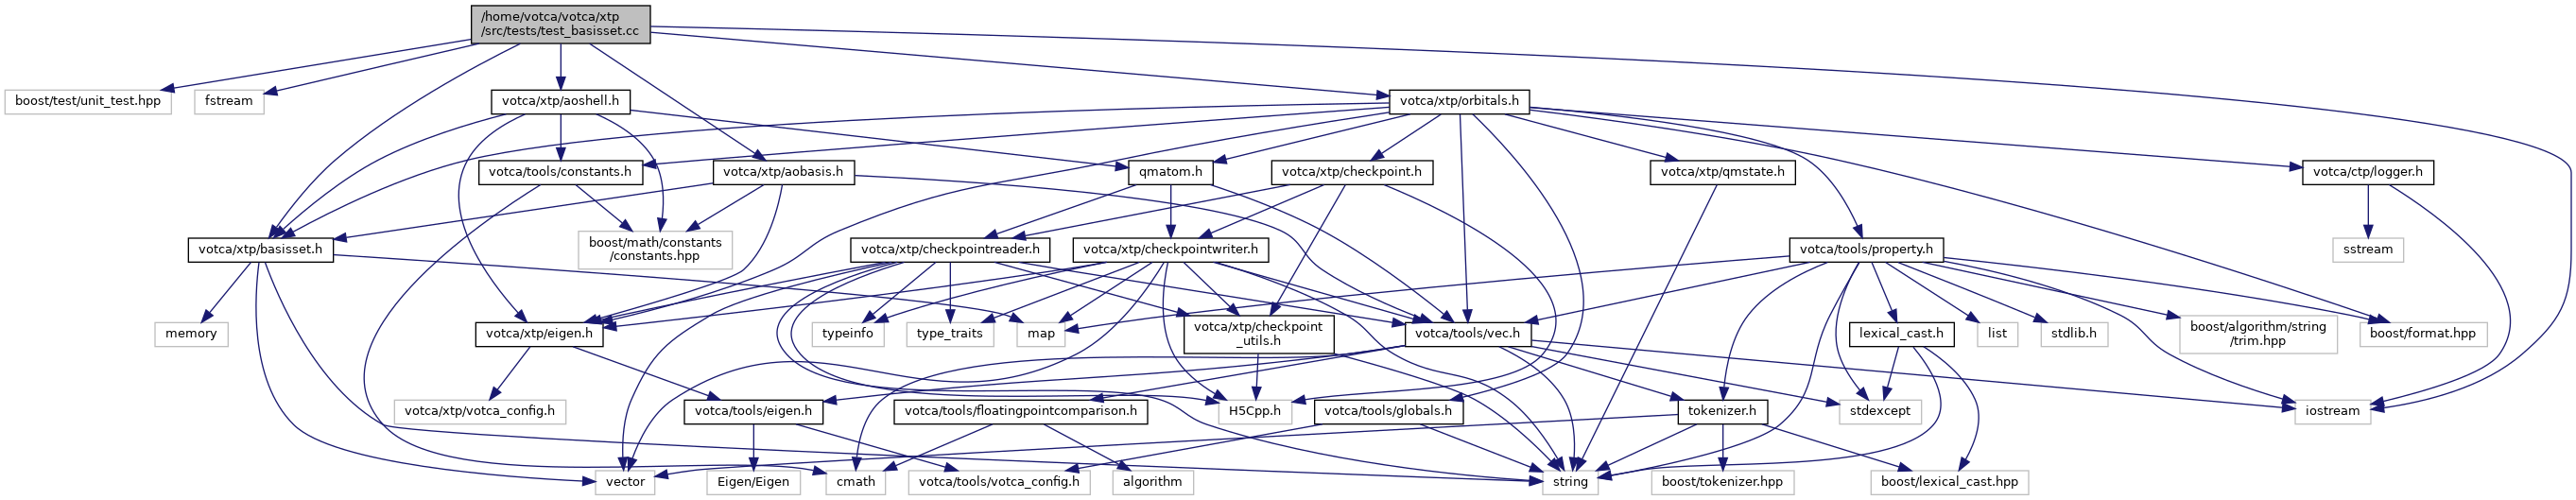 /home/votca/votca/xtp
/src/tests/test_basisset.cc
boost/test/unit_test.hpp
fstream
votca/xtp/aoshell.h
votca/xtp/orbitals.h
votca/tools/constants.h
votca/xtp/aobasis.h
qmatom.h
votca/xtp/checkpoint.h
votca/xtp/qmstate.h
votca/ctp/logger.h
votca/xtp/basisset.h
boost/math/constants
/constants.hpp
votca/xtp/checkpointreader.h
votca/xtp/checkpointwriter.h
votca/tools/property.h
sstream
memory
votca/xtp/eigen.h
typeinfo
type_traits
map
votca/xtp/checkpoint
_utils.h
votca/tools/vec.h
lexical_cast.h
list
stdlib.h
boost/algorithm/string
/trim.hpp
boost/format.hpp
votca/xtp/votca_config.h
votca/tools/eigen.h
votca/tools/floatingpointcomparison.h
H5Cpp.h
votca/tools/globals.h
tokenizer.h
stdexcept
iostream
vector
Eigen/Eigen
cmath
votca/tools/votca_config.h
algorithm
string
boost/tokenizer.hpp
boost/lexical_cast.hpp